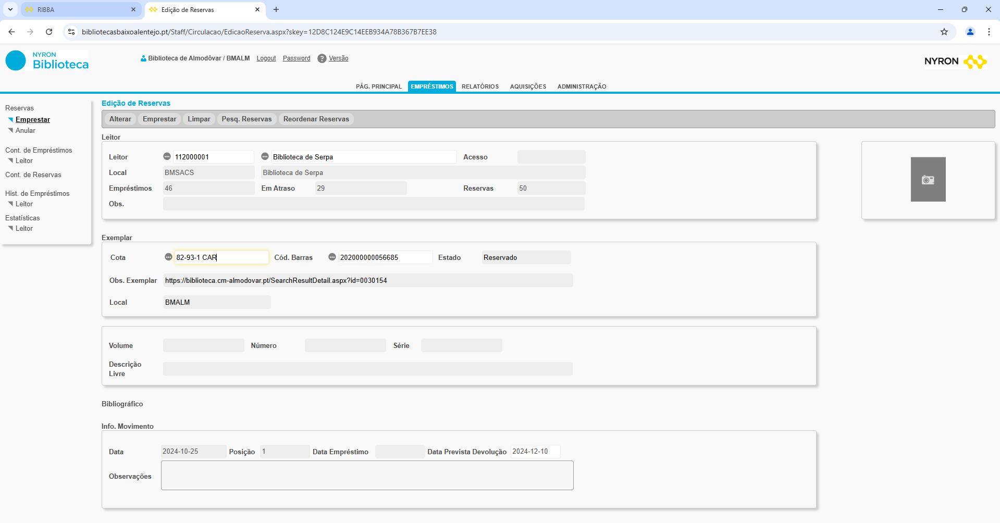 RIBBA
Edição de Reservas
bibliotecasbaixoalentejo.pt/Staff/Circulacao/EdicaoReserva.aspx?skey=12D8C124E9C14EEB934A78B367B7EE38
NYRON
Biblioteca
Biblioteca de Almodôvar / BMALM Logout Password ? Versão
NYRON
PÁG. PRINCIPAL EMPRÉSTIMOS RELATÓRIOS AQUISIÇÕES ADMINISTRAÇÃO
Reservas
Emprestar
Anular
Cont. de Empréstimos
Leitor
Cont. de Reservas
Hist. de Empréstimos
Leitor
Estatísticas
Leitor
Edição de Reservas
Alterar Emprestar Limpar Pesq. Reservas Reordenar Reservas
Leitor
Leitor 112000001 Biblioteca de Serpa Acesso
Local BMSACS Biblioteca de Serpa
Empréstimos 46 Em Atraso 29 Reservas 50
Obs.
Exemplar
Cota 82-93-1 CAR Cód. Barras 202000000056685 Estado Reservado
Obs. Exemplar https://biblioteca.cm-almodovar.pt/SearchResultDetail.aspx?id=0030154
Local BMALM
Volume Número Série
Descrição
Livre
Bibliográfico
Info. Movimento
Data 2024-10-25 Posição 1 Data Empréstimo Data Prevista Devolução 2024-12-10
Observações